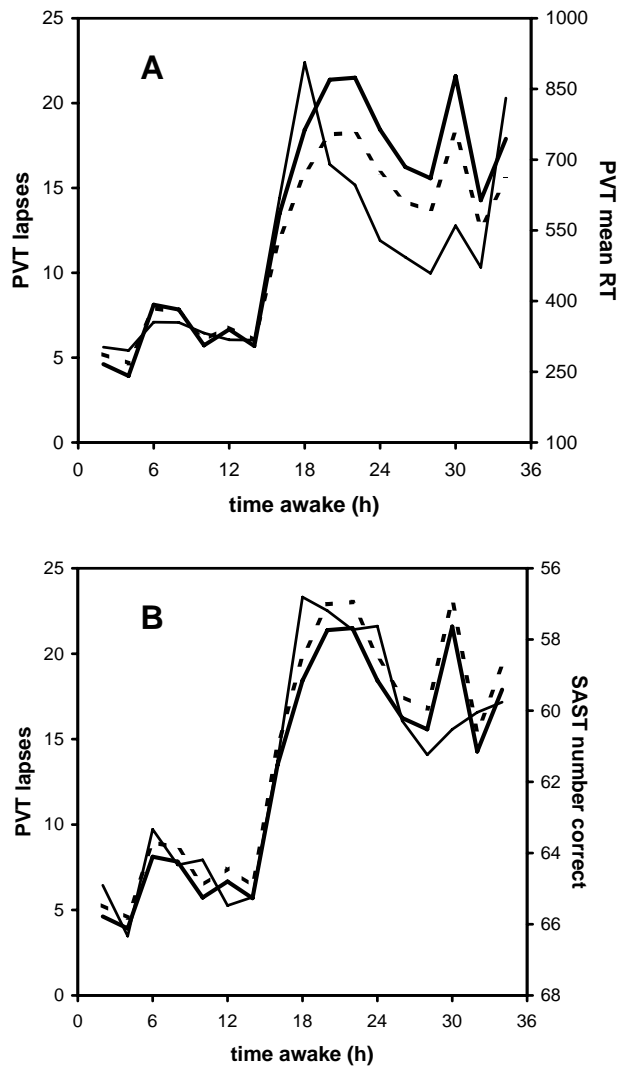 A
25
20
15
10
5
0
PVT lapses
1000
850
700
550
400
250
100
PVT mean RT
0 6 12 18 24 30 36
time awake (h)
B
25
20
15
10
5
0
PVT lapses
56
58
60
62
64
66
68
SAST number correct
0 6 12 18 24 30 36
time awake (h)